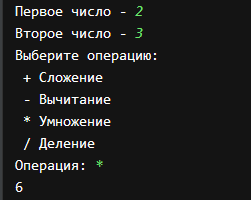 Первое число - 2
Второе число - 3
Выберите операцию:
+ Сложение
- Вычитание
* Умножение
/ Деление
Операция: *
6